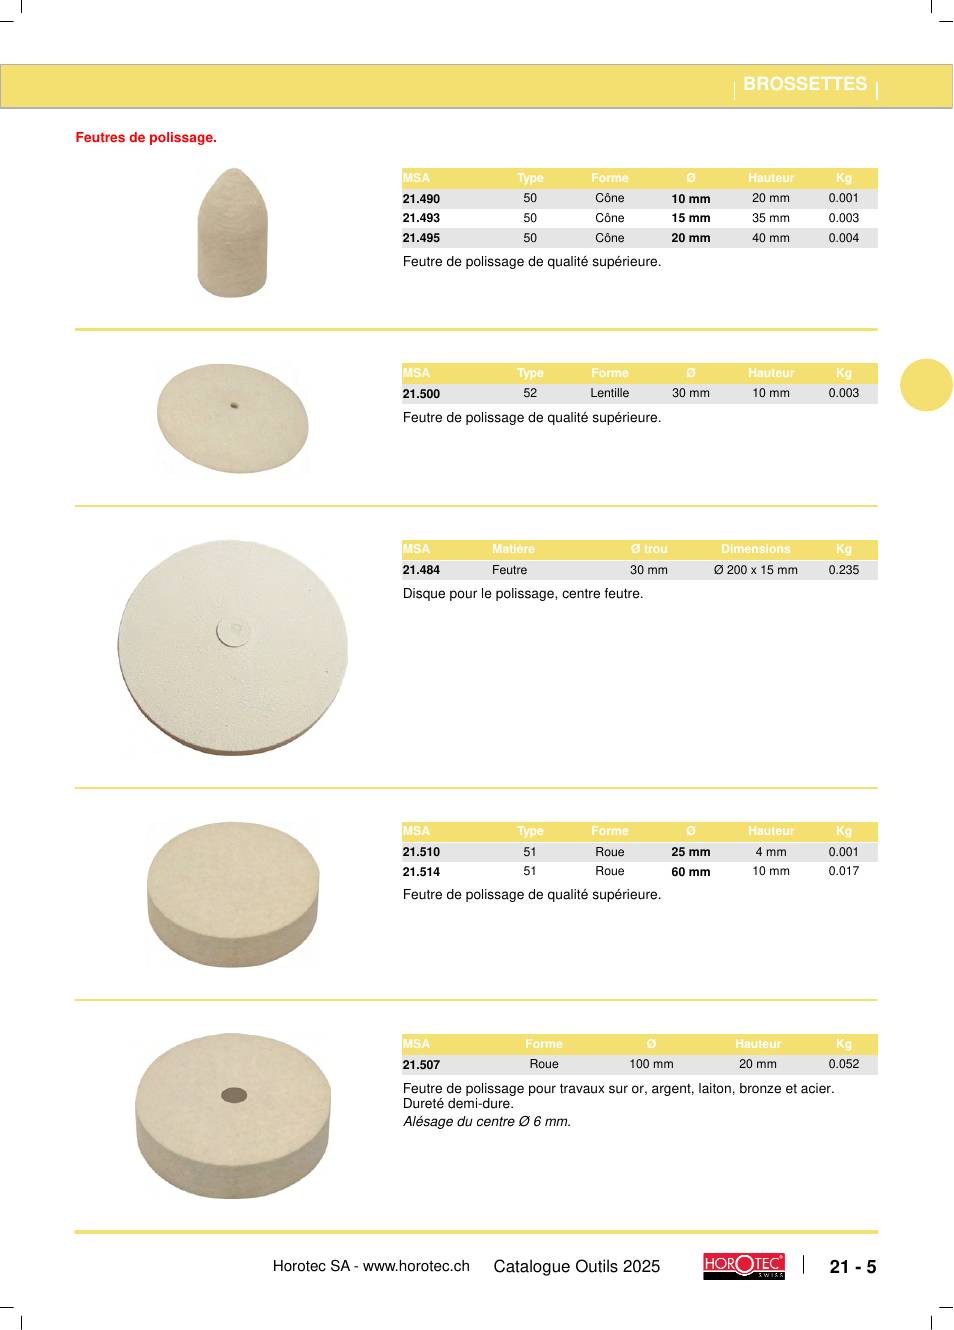 BROSSETTES
Feutres de polissage.
MSA Type Forme Ø Hauteur Kg
21.490 50 Cône 10 mm 20 mm 0.001
21.493 50 Cône 15 mm 35 mm 0.003
21.495 50 Cône 20 mm 40 mm 0.004
Feutre de polissage de qualité supérieure.
MSA Type Forme Ø Hauteur Kg
21.500 52 Lentille 30 mm 10 mm 0.003
Feutre de polissage de qualité supérieure.
MSA Matière Ø trou Dimensions Kg
21.484 Feutre 30 mm Ø 200 x 15 mm 0.235
Disque pour le polissage, centre feutre.
MSA Type Forme Ø Hauteur Kg
21.510 51 Roue 25 mm 4 mm 0.001
21.514 51 Roue 60 mm 10 mm 0.017
Feutre de polissage de qualité supérieure.
MSA Forme Ø Hauteur Kg
21.507 Roue 100 mm 20 mm 0.052
Feutre de polissage pour travaux sur or, argent, laiton, bronze et acier.
Dureté demi-dure.
Alésage du centre Ø 6 mm.
Horotec SA - www.horotec.ch Catalogue Outils 2025 HOROTEC® SWISS 21 - 5